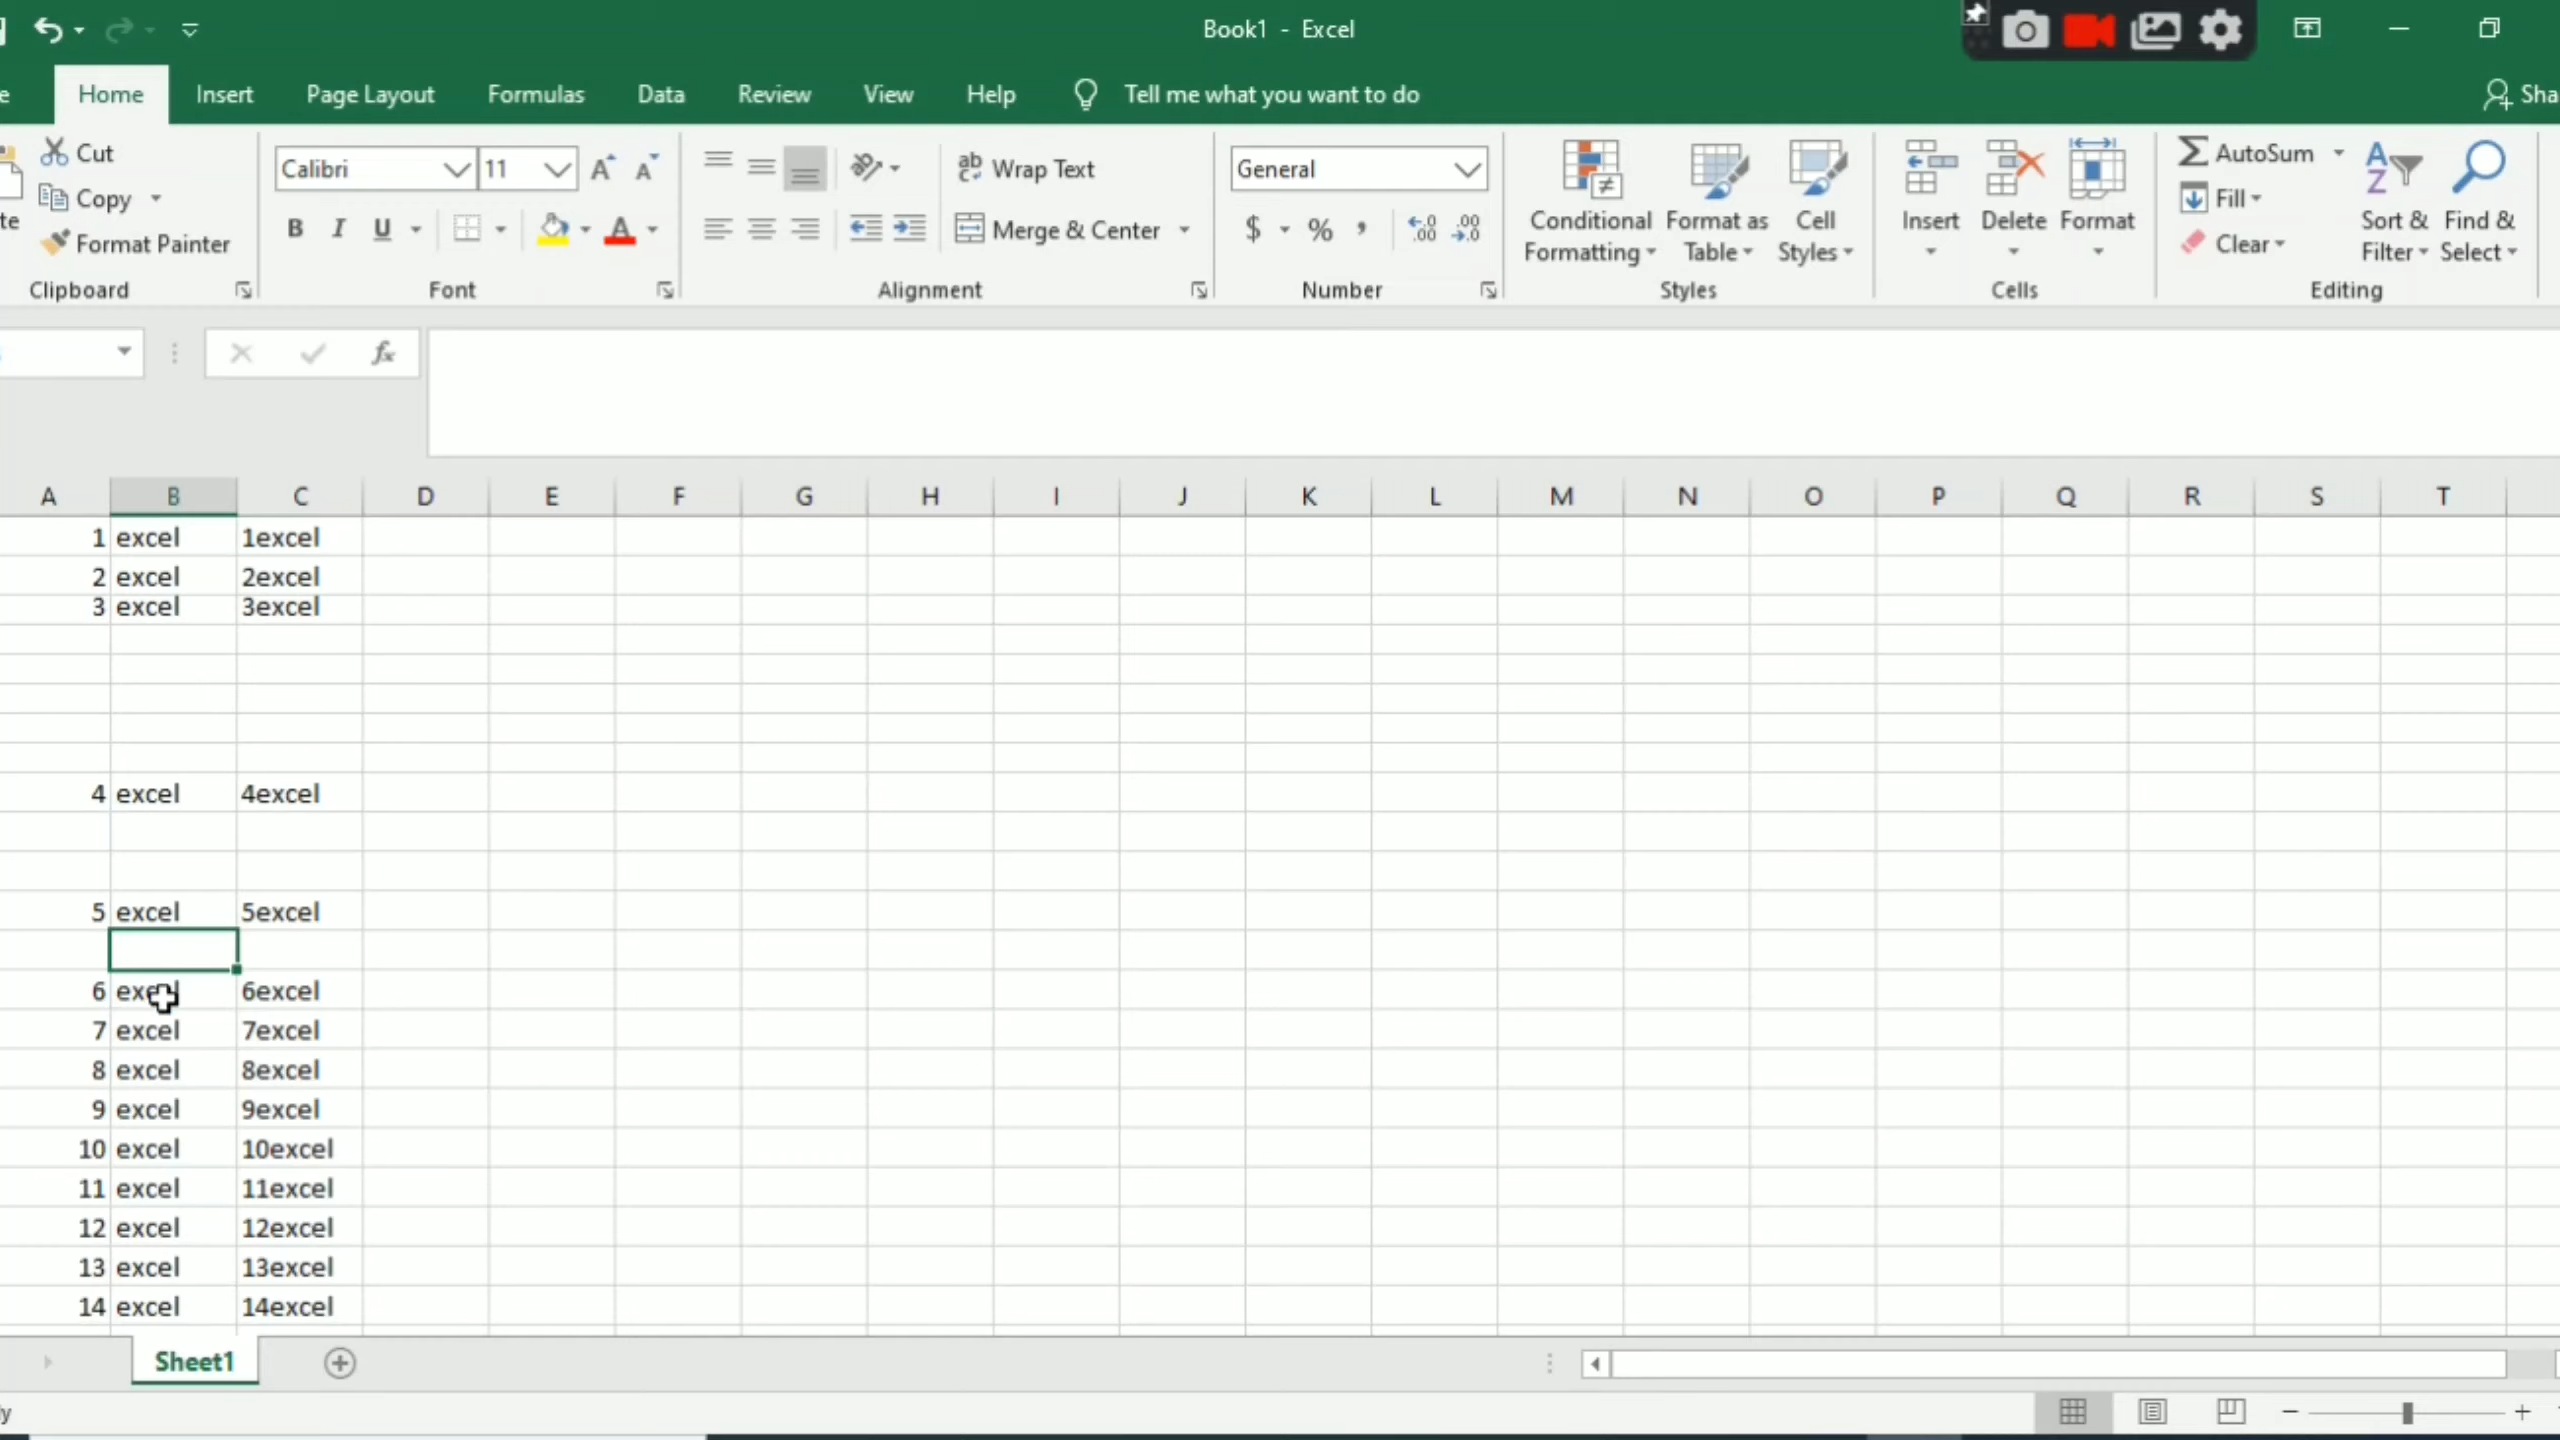 Book1 - Excel
Home Insert Page Layout Formulas Data Review View Help Tell me what you want to do
Cut
Copy
Format Painter
Clipboard
Calibri 11
B I U
Font
Wrap Text
Merge & Center
Alignment
General
$ % ,
Number
Conditional Formatting
Format as Table
Cell Styles
Styles
Insert
Delete
Format
Cells
AutoSum
Fill
Clear
Sort & Filter
Find & Select
Editing
fx
A B C D E F G H I J K L M N O P Q R S T
1 excel 1excel
2 excel 2excel
3 excel 3excel
4 excel 4excel
5 excel 5excel
6 excel 6excel
7 excel 7excel
8 excel 8excel
9 excel 9excel
10 excel 10excel
11 excel 11excel
12 excel 12excel
13 excel 13excel
14 excel 14excel
Sheet1